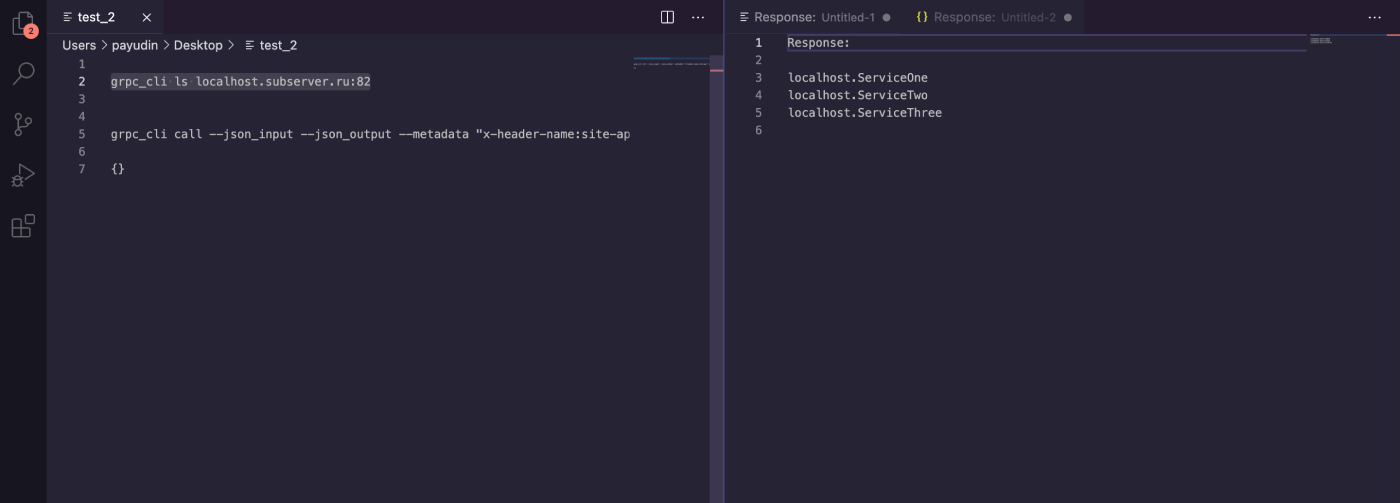 2
test_2
Users > payudin > Desktop > test_2
1
2 grpc_cli ls localhost.subserver.ru:82
3
4
5 grpc_cli call --json_input --json_output --metadata "x-header-name:site-ap
6
7 {}
Response: Untitled-1
{} Response: Untitled-2
1 Response:
2
3 localhost.ServiceOne
4 localhost.ServiceTwo
5 localhost.ServiceThree
6